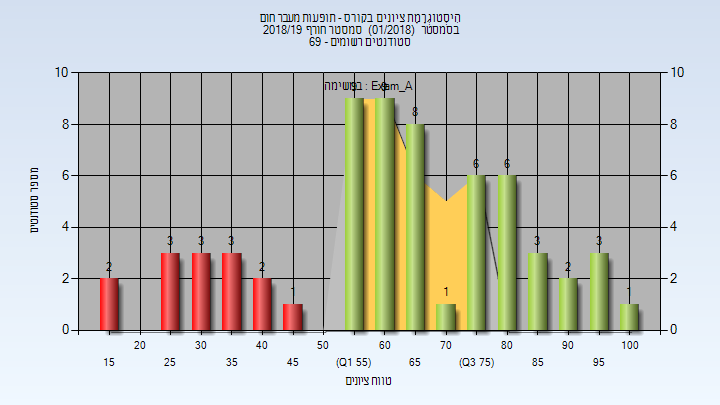 היסטוגרמת ציונים בקורס - תופעות מעבר חום
בסמסטר (01/2018) סמסטר חורף 2018/19
סטודנטים רשומים - 69
במשימה : Exam_A
מספר סטודנטים
10 10
8 8
6 6
4 4
2 2
0 0
2 3 3 3 2 1 9 9 8 1 6 6 3 2 3 1
20 30 40 50 60 70 80 90 100
15 25 35 45 (Q1 55) 65 (Q3 75) 85 95
טווח ציונים